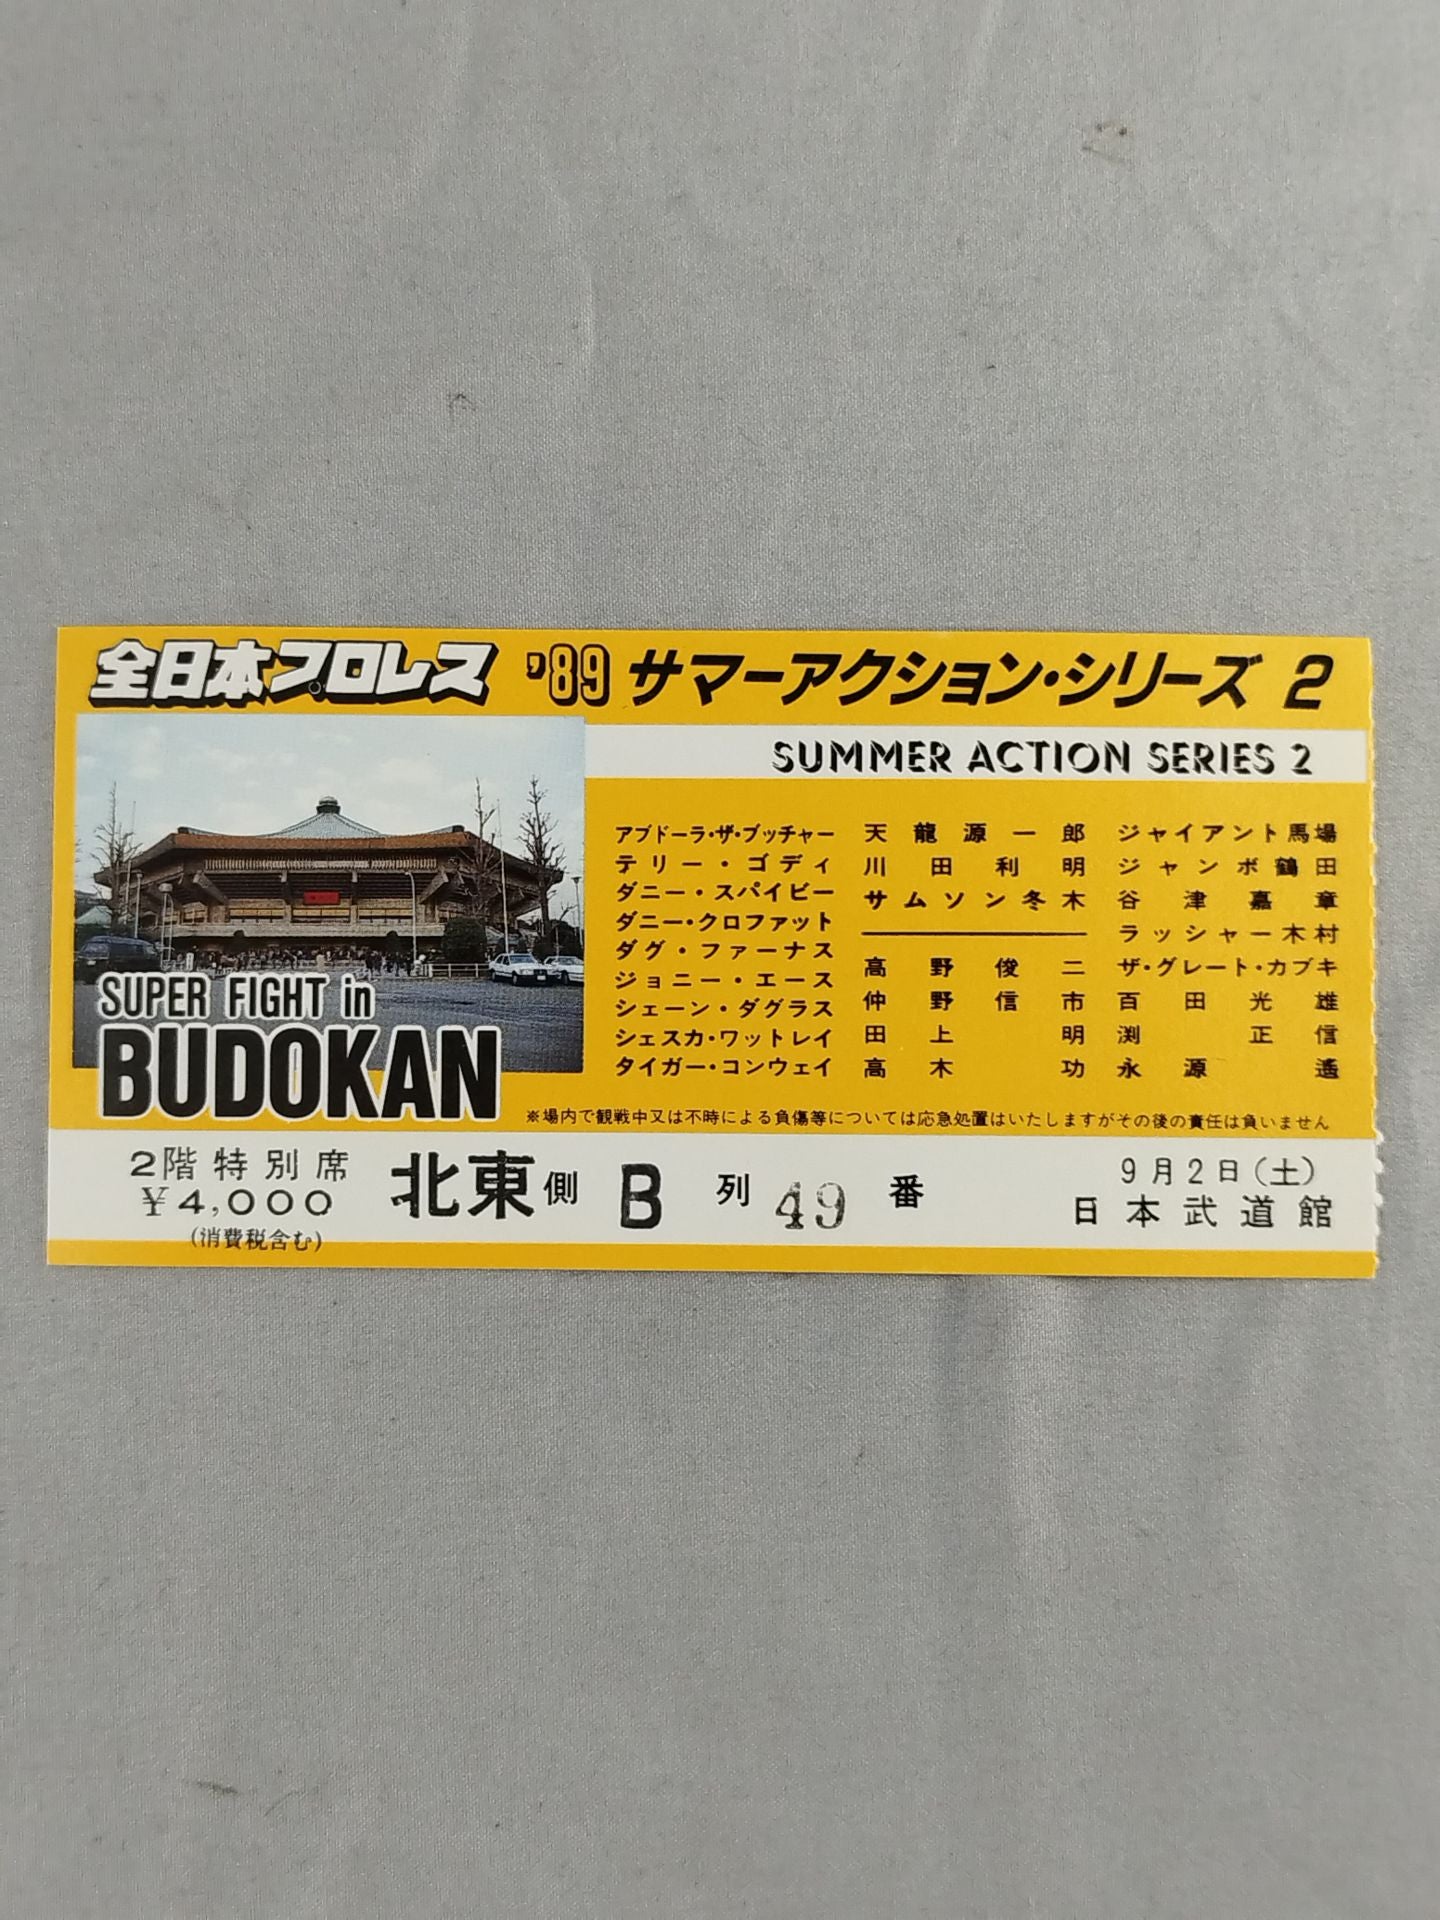 全日本プロレス '89 サマーアクション・シリーズ 2
SUMMER ACTION SERIES 2
アブドーラ・ザ・ブッチャー
テリー・ゴディ
ダニー・スパイビー
ダニー・クロファット
ダグ・ファーナス
ジョニー・エース
シェーン・ダグラス
シェスカ・ワットレイ
タイガー・コンウェイ
天龍源一郎
川田利明
サムソン冬木
高野俊二
仲野信市
田上明
高木功
ジャイアント馬場
ジャンボ鶴田
谷津嘉章
ラッシャー木村
ザ・グレート・カブキ
百田光雄
渕正信
永源遙
SUPER FIGHT in
BUDOKAN
※場内で観戦中又は不時による負傷等については応急処置はいたしますがその後の責任は負いません
2階特別席
¥4,000
(消費税含む)
北東側 B 列 49 番
9月2日(土)
日本武道館